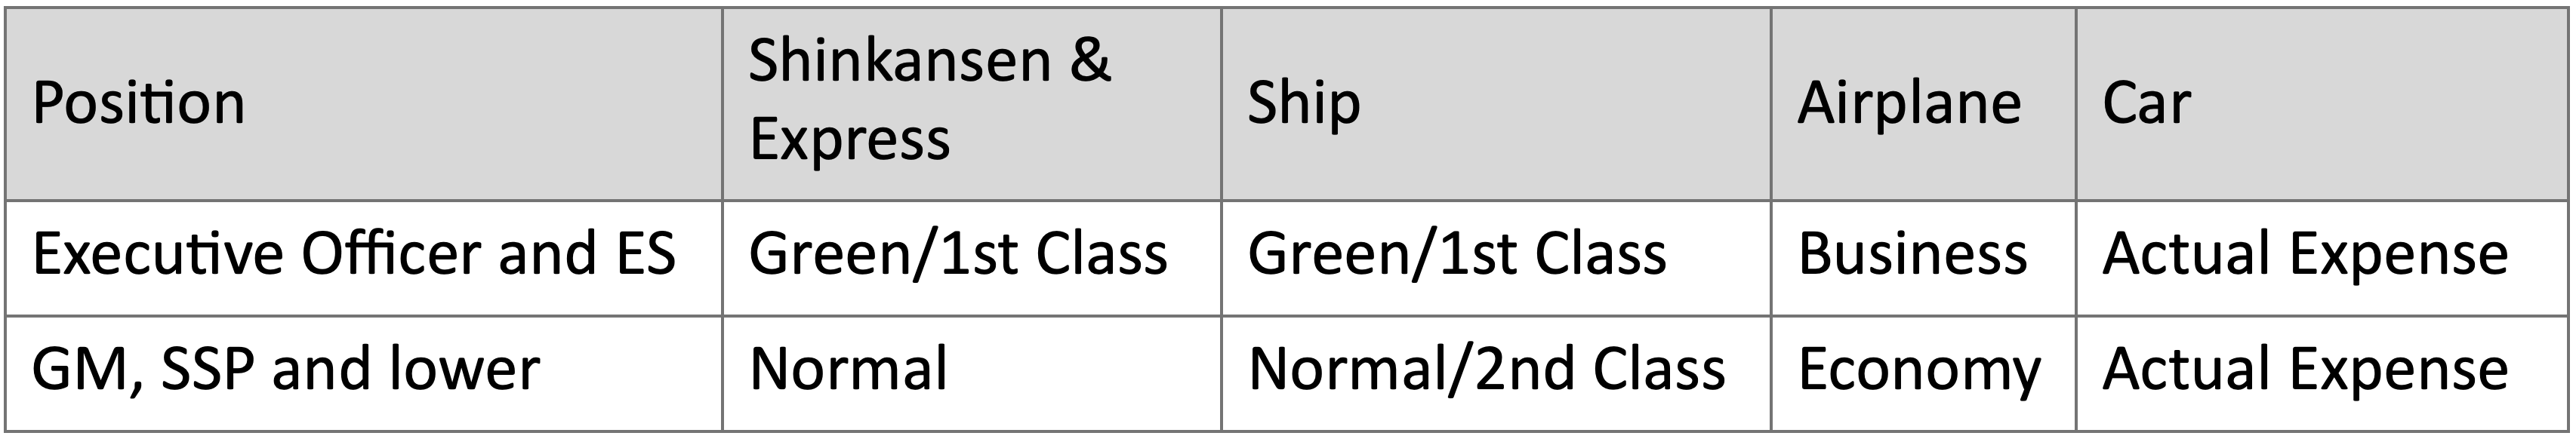 Position
Shinkansen &
Express
Ship
Airplane
Car
Executive Officer and ES
Green/1st Class
Green/1st Class
Business
Actual Expense
GM, SSP and lower
Normal
Normal/2nd Class
Economy
Actual Expense